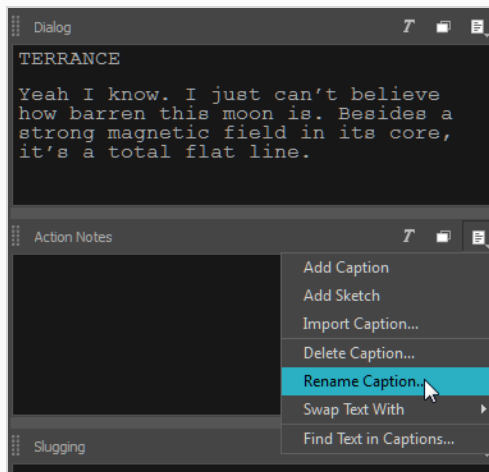 Dialog
TERRANCE
Yeah I know. I just can't believe
how barren this moon is. Besides a
strong magnetic field in its core,
it's a total flat line.
Action Notes
Add Caption
Add Sketch
Import Caption...
Delete Caption...
Rename Caption...
Swap Text With
Find Text in Captions...
Slugging